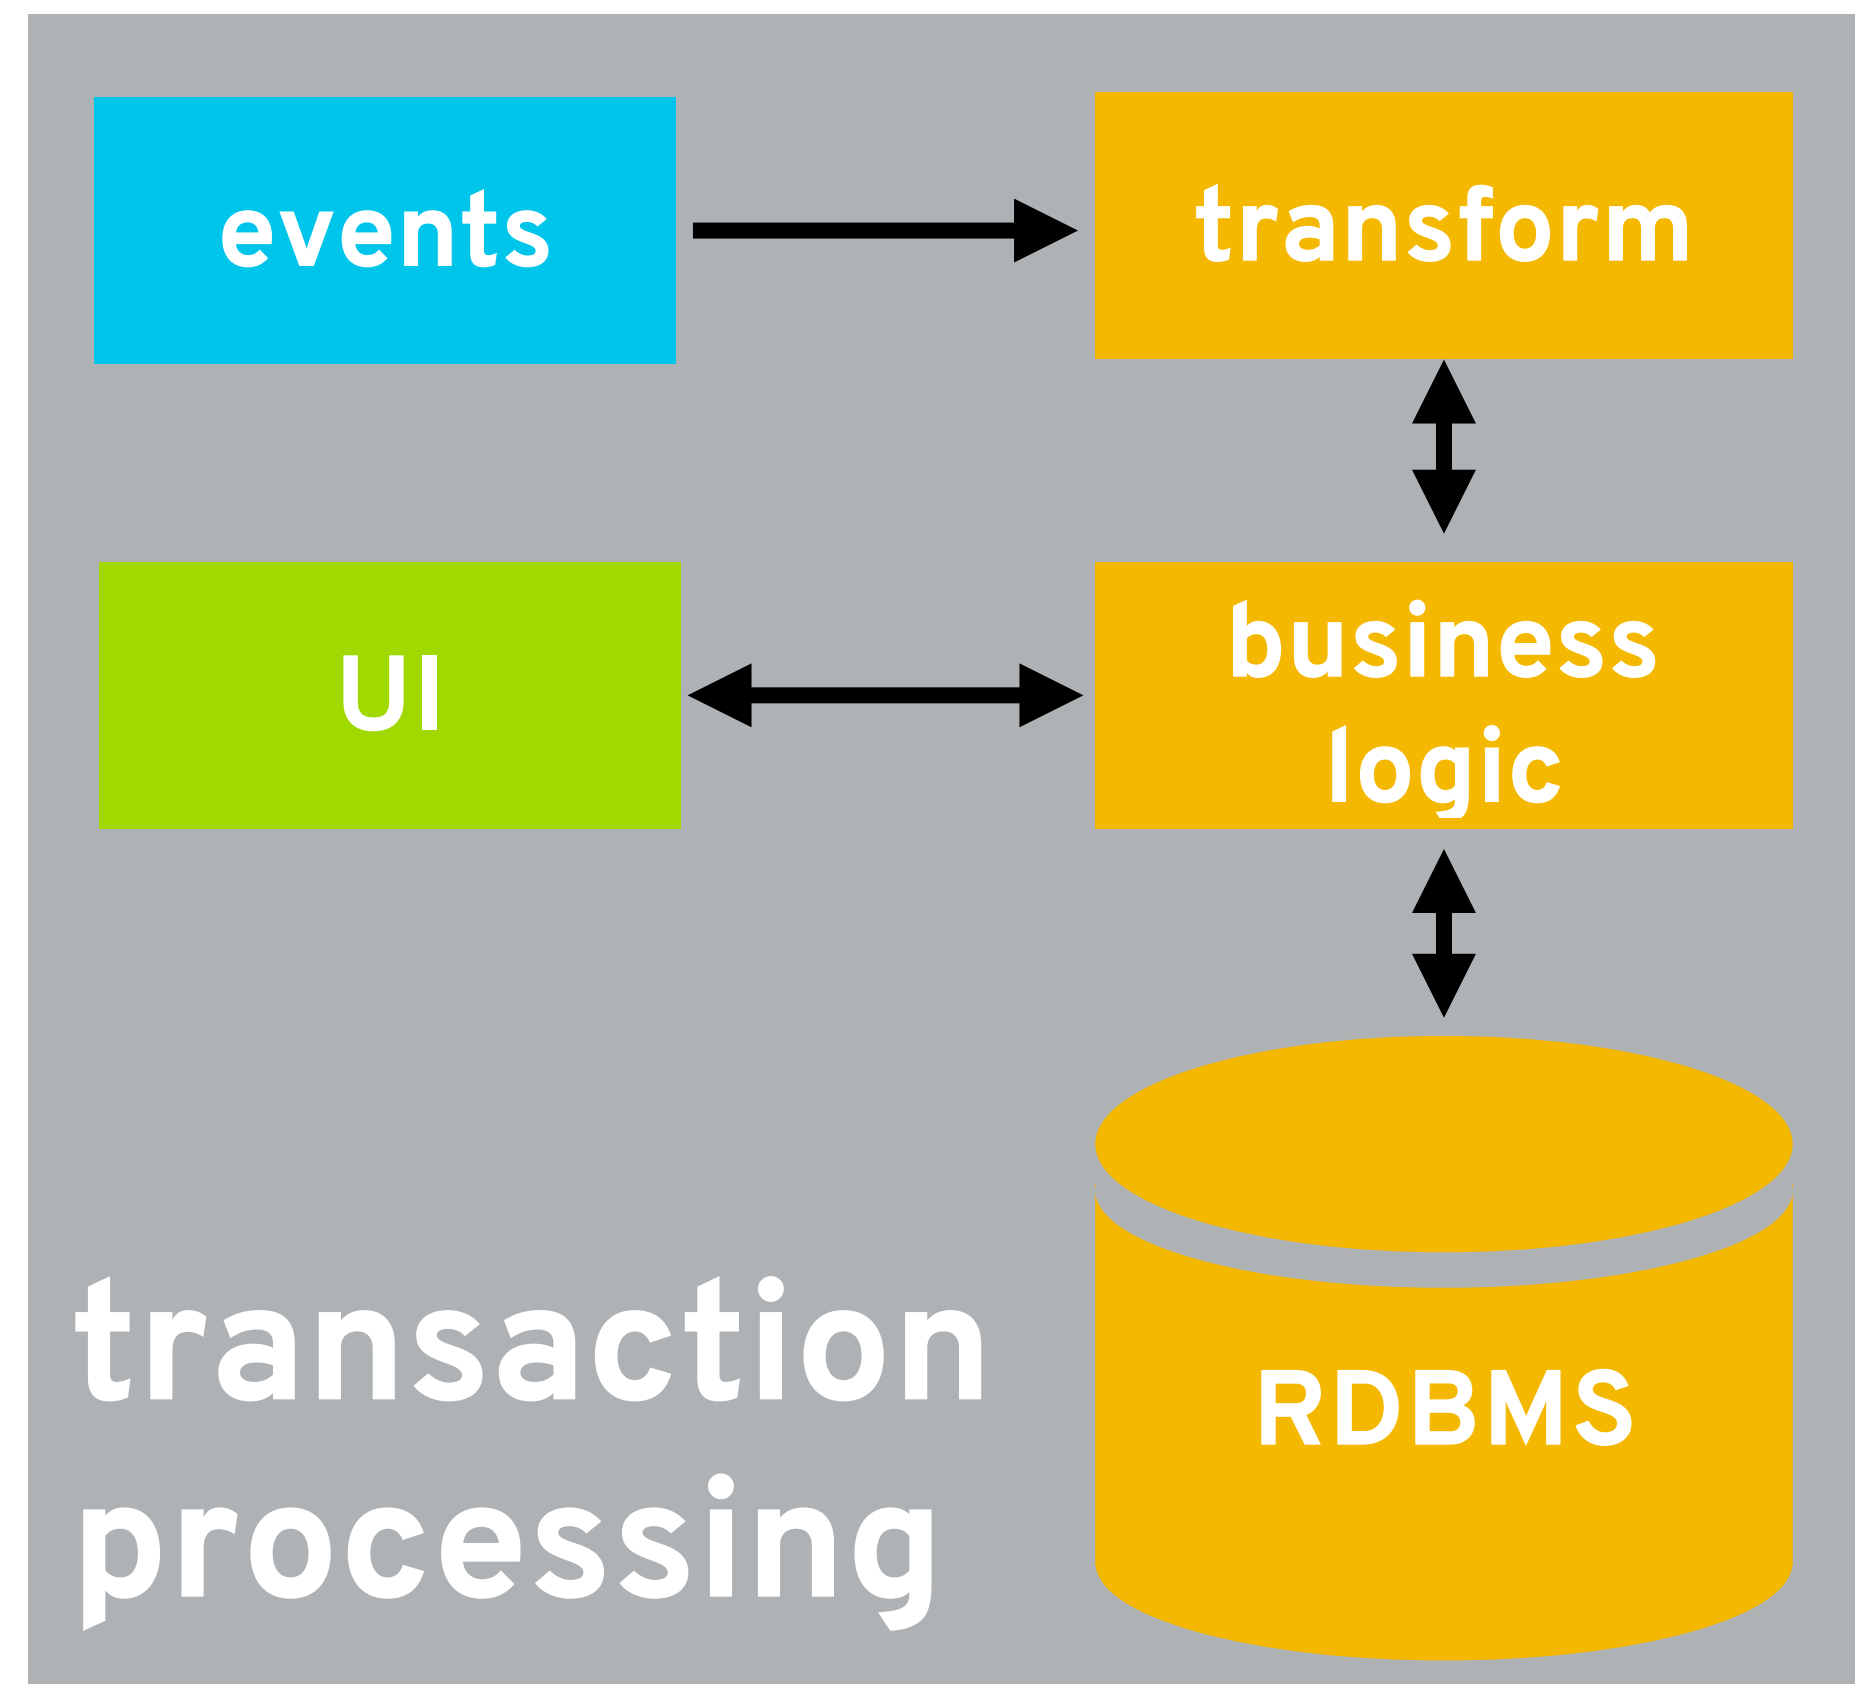 events
transform
UI
business
logic
transaction
processing
RDBMS